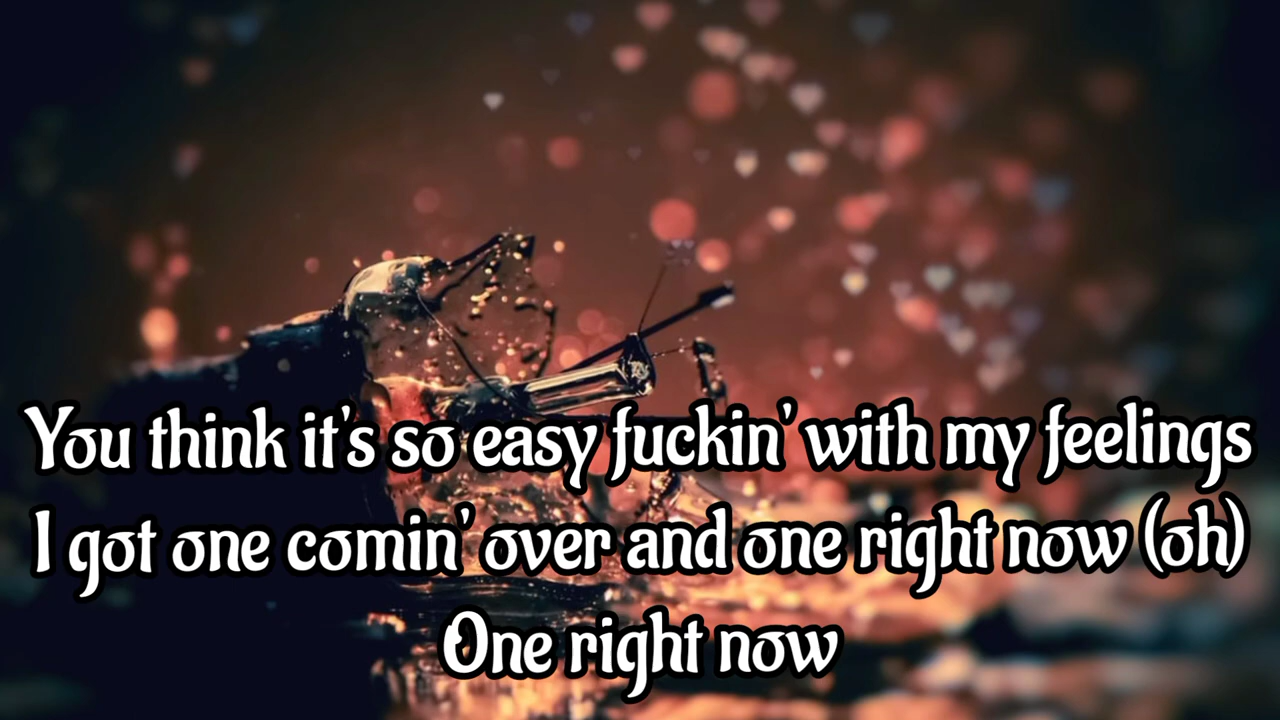 You think it's so easy fuckin' with my feelings
I got one comin' over and one right now (oh)
One right now